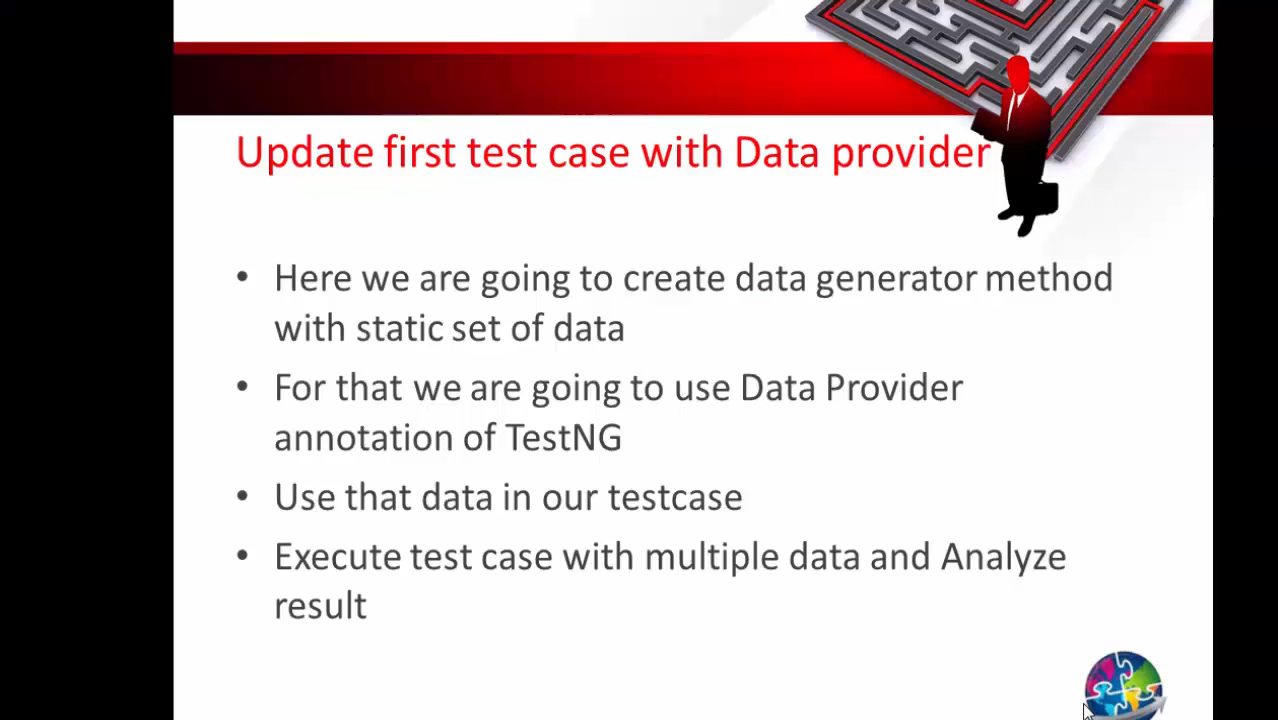 Update first test case with Data provider
• Here we are going to create data generator method
with static set of data
• For that we are going to use Data Provider
annotation of TestNG
• Use that data in our testcase
• Execute test case with multiple data and Analyze
result